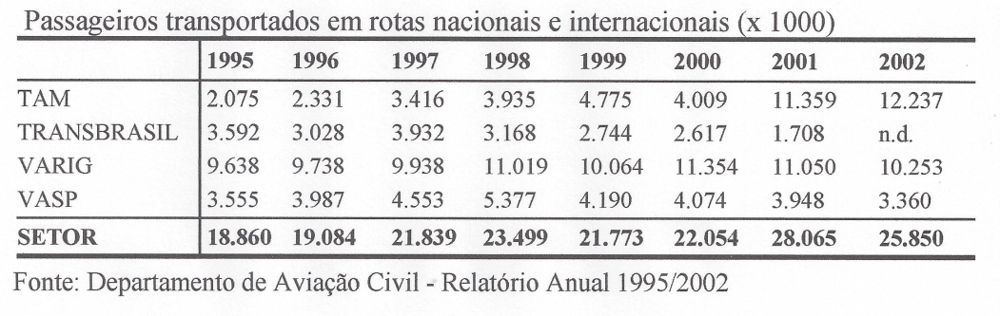 Passageiros transportados em rotas nacionais e internacionais (x 1000)
1995 1996 1997 1998 1999 2000 2001 2002
TAM 2.075 2.331 3.416 3.935 4.775 4.009 11.359 12.237
TRANSBRASIL 3.592 3.028 3.932 3.168 2.744 2.617 1.708 n.d.
VARIG 9.638 9.738 9.938 11.019 10.064 11.354 11.050 10.253
VASP 3.555 3.987 4.553 5.377 4.190 4.074 3.948 3.360
SETOR 18.860 19.084 21.839 23.499 21.773 22.054 28.065 25.850
Fonte: Departamento de Aviação Civil - Relatório Anual 1995/2002